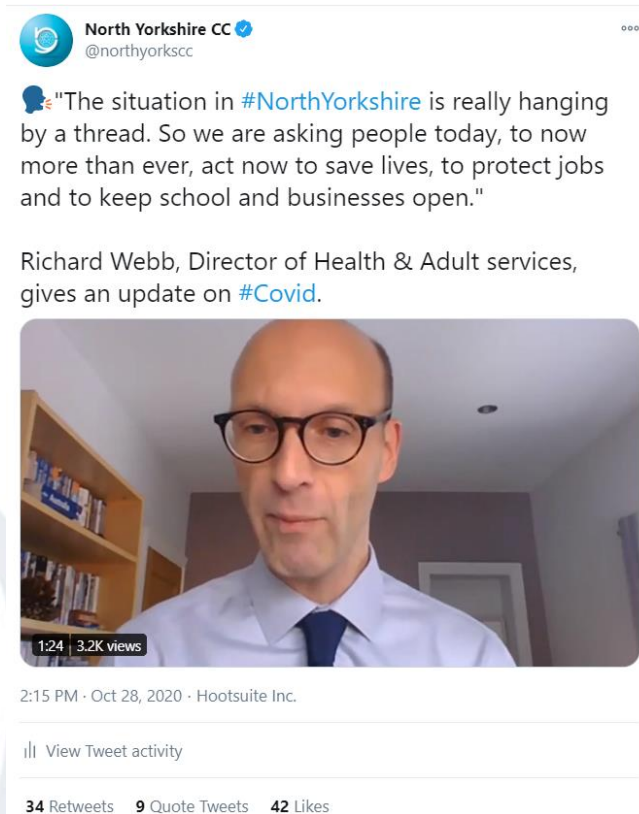 North Yorkshire CC
@northyorkscc
"The situation in #NorthYorkshire is really hanging
by a thread. So we are asking people today, to now
more than ever, act now to save lives, to protect jobs
and to keep school and businesses open."
Richard Webb, Director of Health & Adult services,
gives an update on #Covid.
Australia
1:24 3.2K views
2:15 PM · Oct 28, 2020 · Hootsuite Inc.
View Tweet activity
34 Retweets 9 Quote Tweets 42 Likes